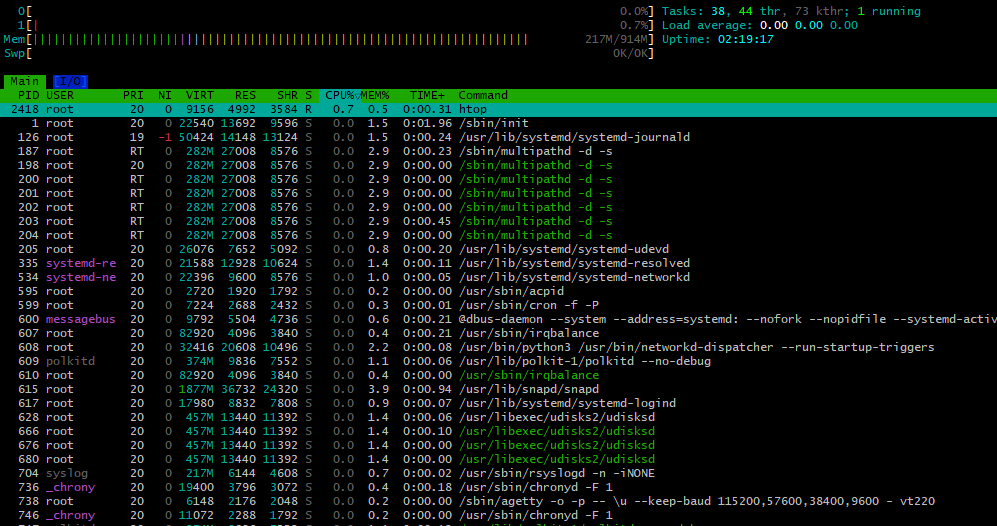 0[ 0.0%] Tasks: 38, 44 thr, 73 kthr; 1 running
1[| 0.7%] Load average: 0.00 0.00 0.00
Mem[||||||||||||||||||||||||||||||||||||||||||||||||||||||||||||||||||||||| 217M/914M] Uptime: 02:19:17
Swp[ 0K/0K]
Main I/O
PID USER PRI NI VIRT RES SHR S CPU%▽MEM% TIME+ Command
2418 root 20 0 9156 4992 3584 R 0.7 0.5 0:00.31 htop
1 root 20 0 22540 13692 9596 S 0.0 1.5 0:01.96 /sbin/init
126 root 19 -1 50424 14148 13124 S 0.0 1.5 0:00.24 /usr/lib/systemd/systemd-journald
187 root RT 0 282M 27008 8576 S 0.0 2.9 0:00.23 /sbin/multipathd -d -s
198 root 20 0 282M 27008 8576 S 0.0 2.9 0:00.00 /sbin/multipathd -d -s
200 root RT 0 282M 27008 8576 S 0.0 2.9 0:00.00 /sbin/multipathd -d -s
201 root RT 0 282M 27008 8576 S 0.0 2.9 0:00.00 /sbin/multipathd -d -s
202 root RT 0 282M 27008 8576 S 0.0 2.9 0:00.00 /sbin/multipathd -d -s
203 root RT 0 282M 27008 8576 S 0.0 2.9 0:00.45 /sbin/multipathd -d -s
204 root RT 0 282M 27008 8576 S 0.0 2.9 0:00.00 /sbin/multipathd -d -s
205 root 20 0 26076 7652 5092 S 0.0 0.8 0:00.20 /usr/lib/systemd/systemd-udevd
335 systemd-re 20 0 21588 12928 10624 S 0.0 1.4 0:00.11 /usr/lib/systemd/systemd-resolved
534 systemd-ne 20 0 22396 9600 8576 S 0.0 1.0 0:00.05 /usr/lib/systemd/systemd-networkd
595 root 20 0 2720 1920 1792 S 0.0 0.2 0:00.00 /usr/sbin/acpid
599 root 20 0 7224 2688 2432 S 0.0 0.3 0:00.01 /usr/sbin/cron -f -P
600 messagebus 20 0 9792 5504 4736 S 0.0 0.6 0:00.21 @dbus-daemon --system --address=systemd: --nofork --nopidfile --systemd-activ
607 root 20 0 82920 4096 3840 S 0.0 0.4 0:00.21 /usr/sbin/irqbalance
608 root 20 0 32416 20608 10496 S 0.0 2.2 0:00.08 /usr/bin/python3 /usr/bin/networkd-dispatcher --run-startup-triggers
609 polkitd 20 0 374M 9836 7552 S 0.0 1.1 0:00.06 /usr/lib/polkit-1/polkitd --no-debug
610 root 20 0 82920 4096 3840 S 0.0 0.4 0:00.00 /usr/sbin/irqbalance
615 root 20 0 1877M 36732 24320 S 0.0 3.9 0:00.94 /usr/lib/snapd/snapd
617 root 20 0 17980 8832 7808 S 0.0 0.9 0:00.07 /usr/lib/systemd/systemd-logind
628 root 20 0 457M 13440 11392 S 0.0 1.4 0:00.06 /usr/libexec/udisks2/udisksd
666 root 20 0 457M 13440 11392 S 0.0 1.4 0:00.10 /usr/libexec/udisks2/udisksd
676 root 20 0 457M 13440 11392 S 0.0 1.4 0:00.00 /usr/libexec/udisks2/udisksd
680 root 20 0 457M 13440 11392 S 0.0 1.4 0:00.00 /usr/libexec/udisks2/udisksd
704 syslog 20 0 217M 6144 4608 S 0.0 0.7 0:00.02 /usr/sbin/rsyslogd -n -iNONE
736 _chrony 20 0 19400 3796 3072 S 0.0 0.4 0:00.18 /usr/sbin/chronyd -F 1
738 root 20 0 6148 2176 2048 S 0.0 0.2 0:00.00 /sbin/agetty -o -p -- \u --keep-baud 115200,57600,38400,9600 - vt220
746 _chrony 20 0 11072 2288 1792 S 0.0 0.2 0:00.00 /usr/sbin/chronyd -F 1